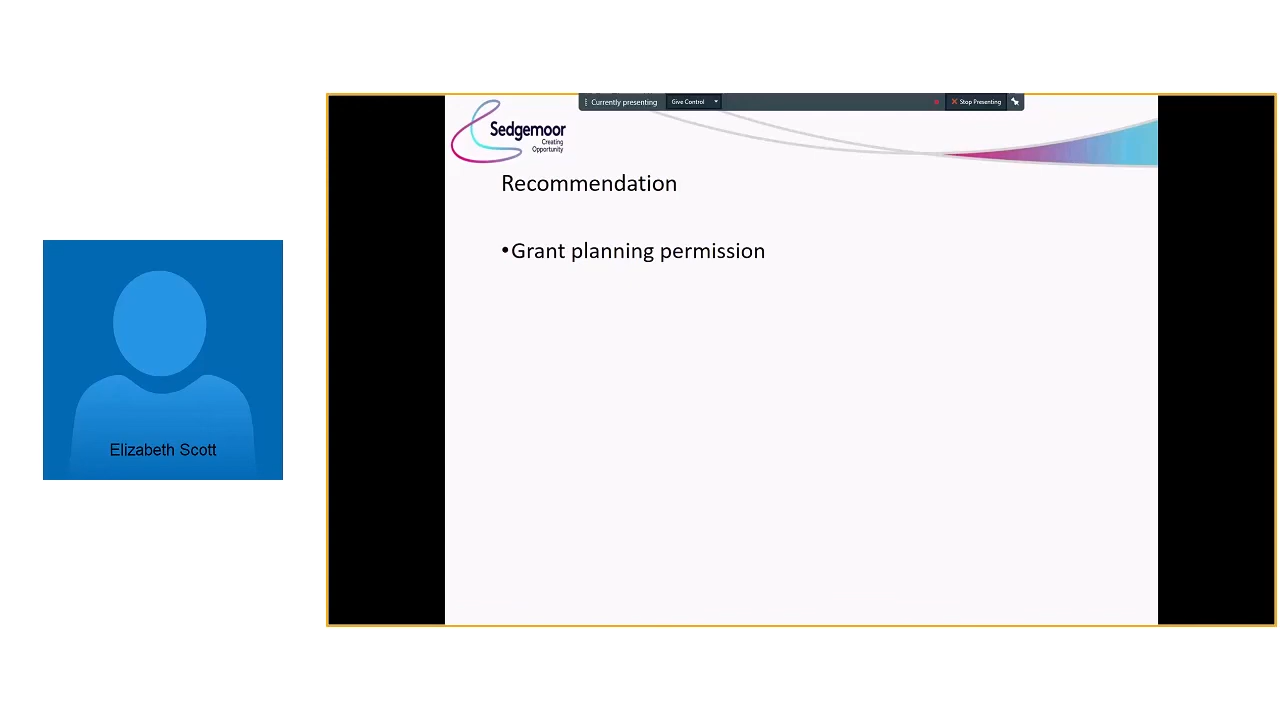 Currently presenting Give Control Stop Presenting
Sedgemoor
Creating
Opportunity
Recommendation
•Grant planning permission
Elizabeth Scott